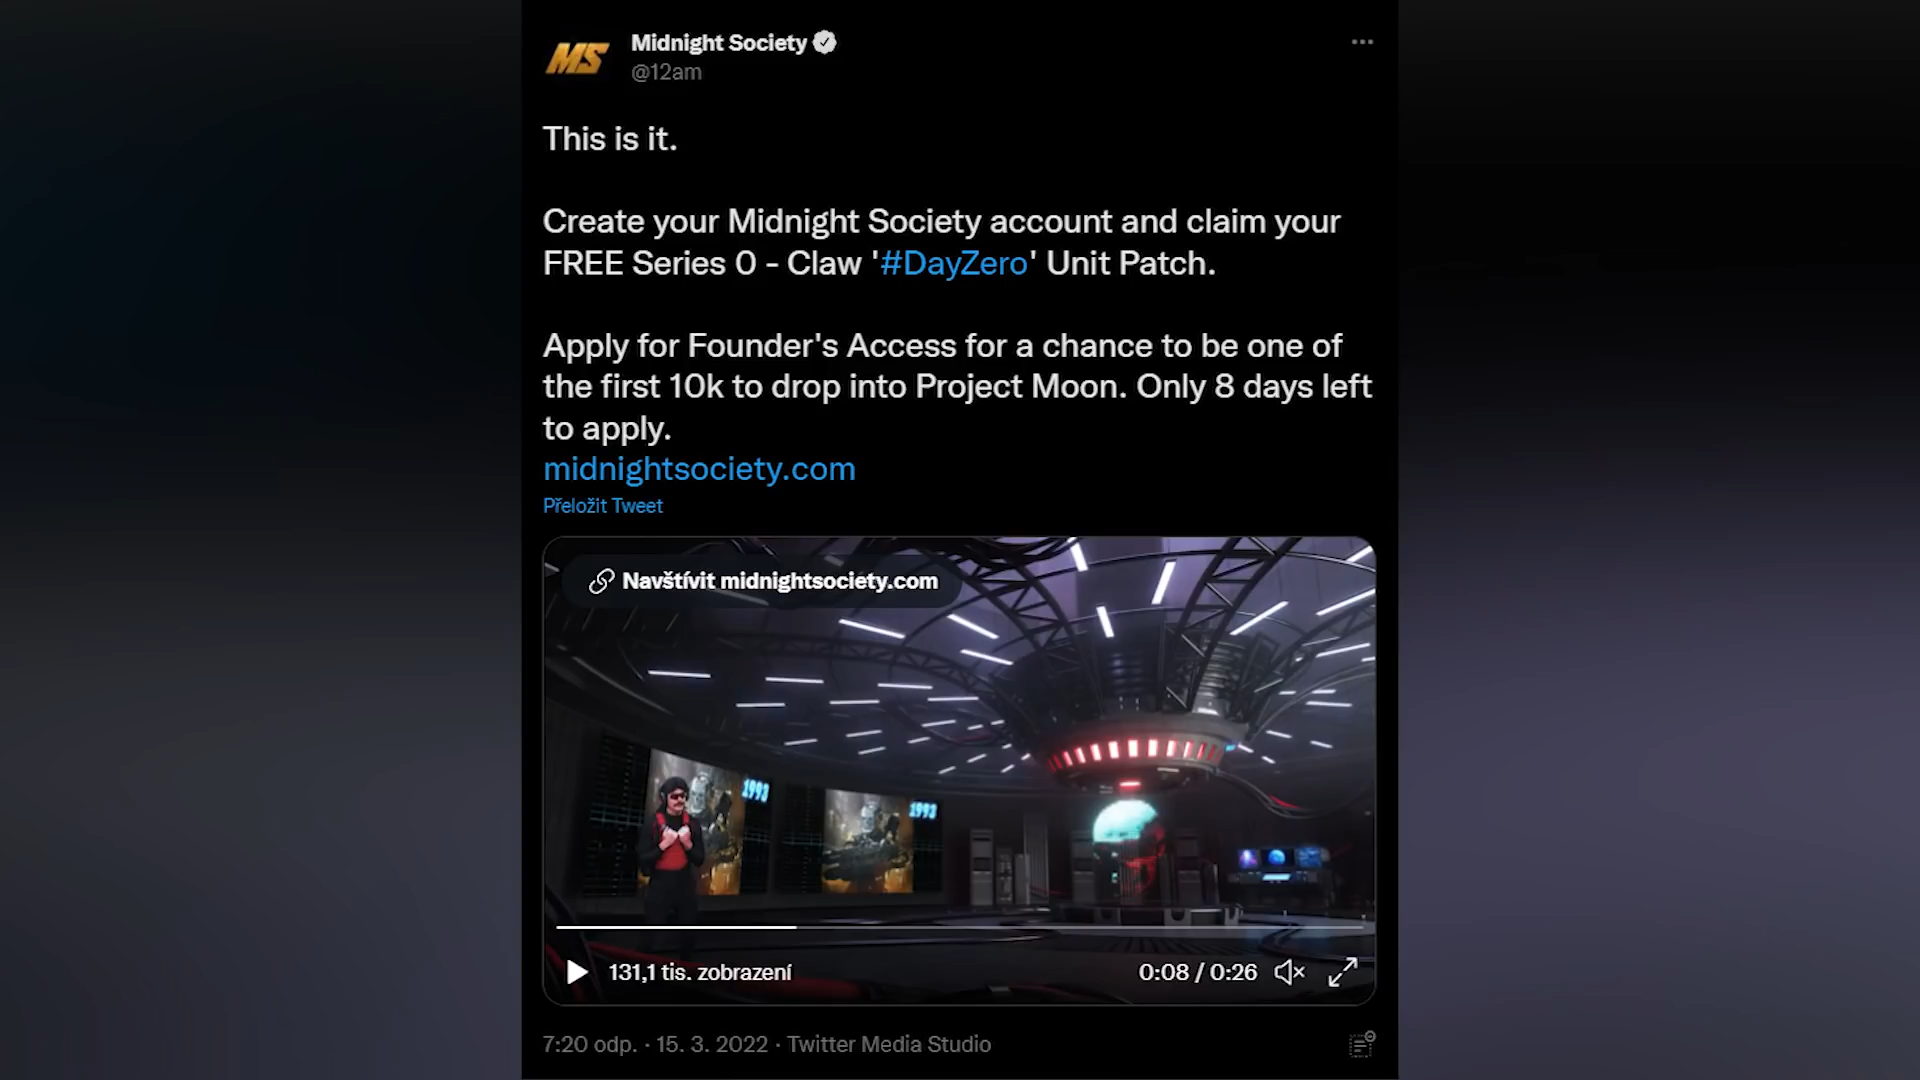 MS
Midnight Society
@12am
This is it.
Create your Midnight Society account and claim your
FREE Series 0 - Claw '#DayZero' Unit Patch.
Apply for Founder's Access for a chance to be one of
the first 10k to drop into Project Moon. Only 8 days left
to apply.
midnightsociety.com
Přeložit Tweet
Navštívit midnightsociety.com
1993
1993
131,1 tis. zobrazení
0:08 / 0:26
7:20 odp. · 15. 3. 2022 · Twitter Media Studio